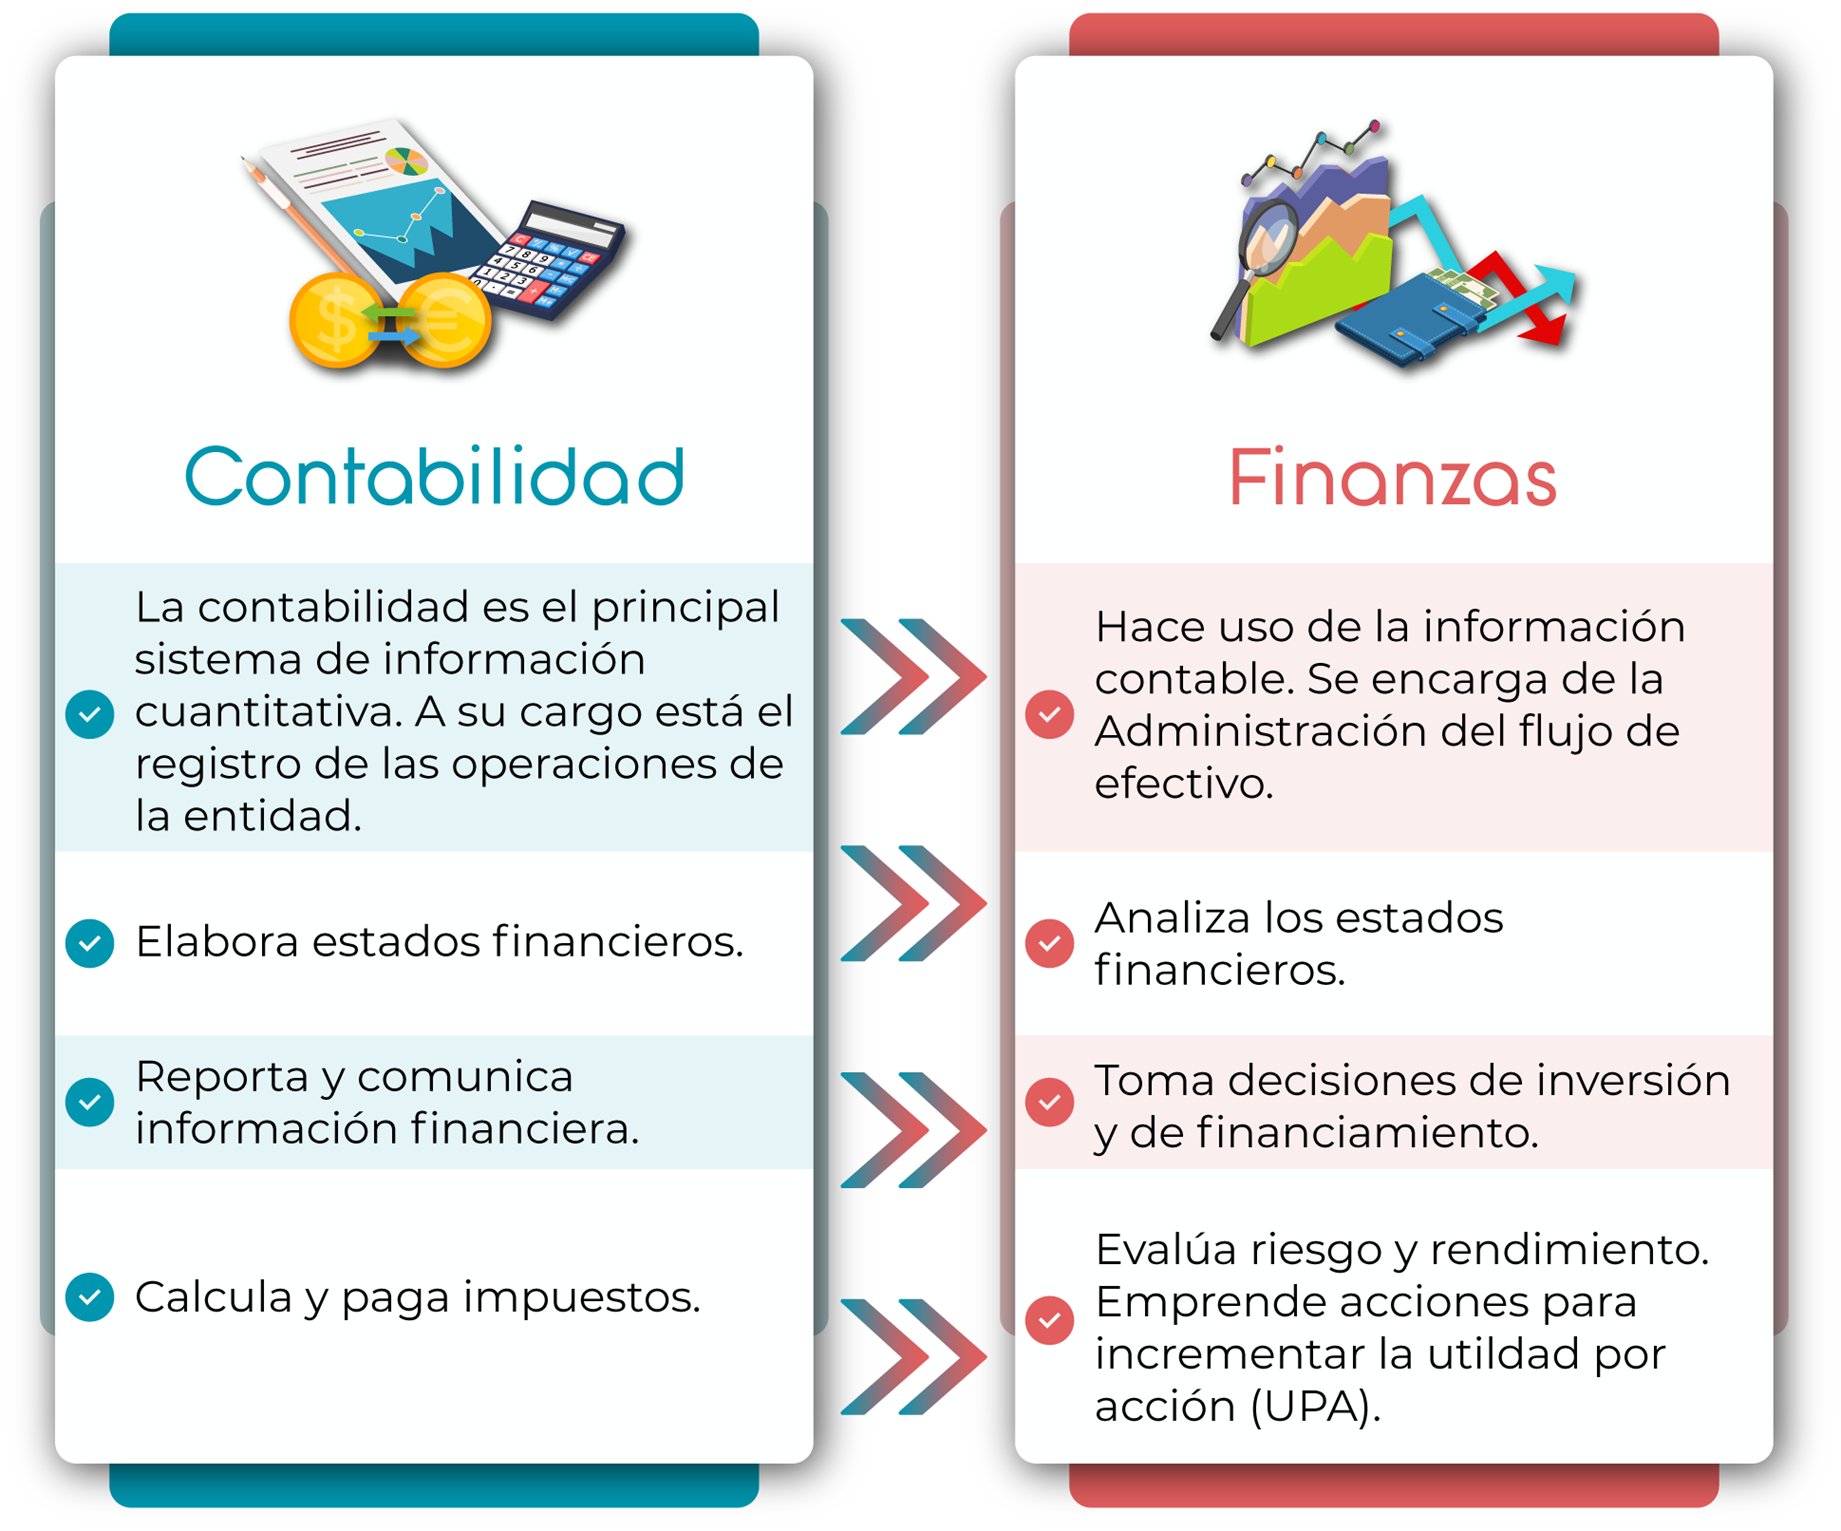 Contabilidad
La contabilidad es el principal
sistema de información
cuantitativa. A su cargo está el
registro de las operaciones de
la entidad.
Elabora estados financieros.
Reporta y comunica
información financiera.
Calcula y paga impuestos.
Finanzas
Hace uso de la información
contable. Se encarga de la
Administración del flujo de
efectivo.
Analiza los estados
financieros.
Toma decisiones de inversión
y de financiamiento.
Evalúa riesgo y rendimiento.
Emprende acciones para
incrementar la utildad por
acción (UPA).